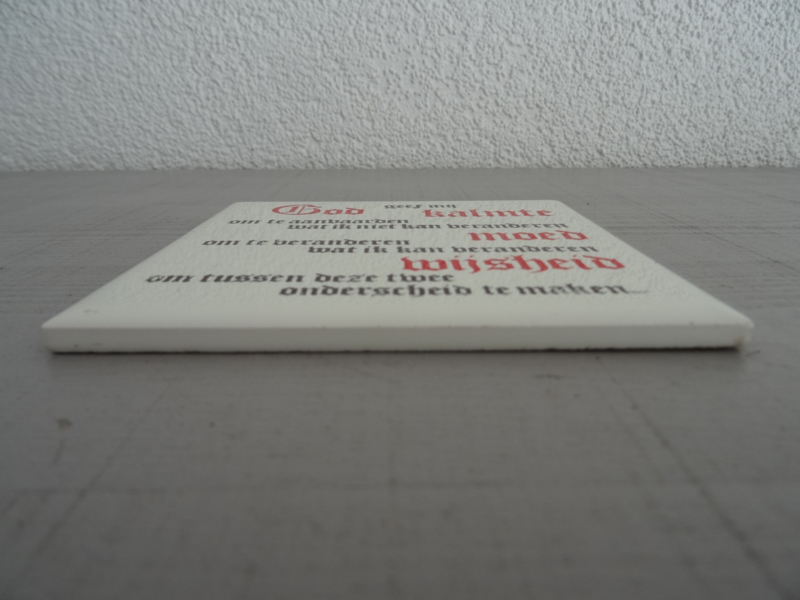 God geef mij kalmte
om te aanvaarden
wat ik niet kan veranderen
moed
om te veranderen
wat ik kan veranderen
wijsheid
om tussen deze twee
onderscheid te maken...